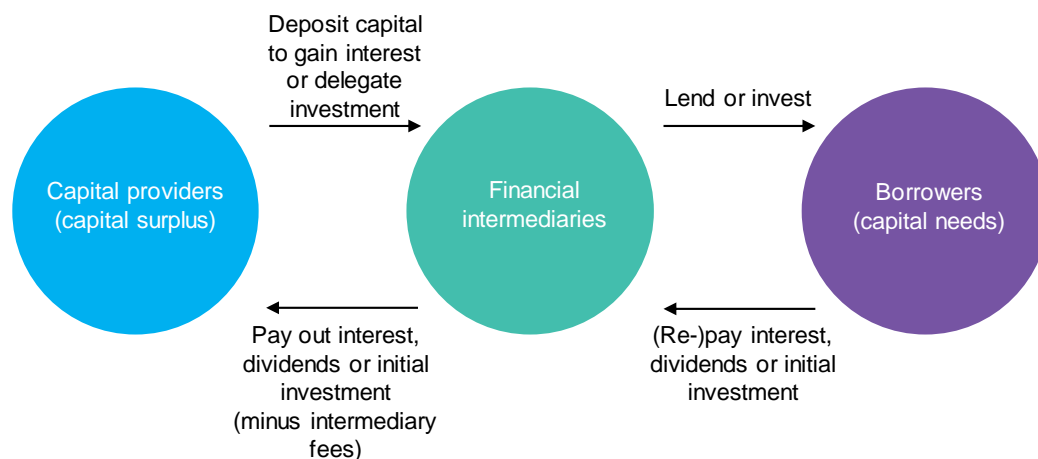 Deposit capital
to gain interest
or delegate
investment
Lend or invest
Capital providers
(capital surplus)
Financial
intermediaries
Borrowers
(capital needs)
Pay out interest,
dividends or initial
investment
(minus intermediary
fees)
(Re-)pay interest,
dividends or initial
investment